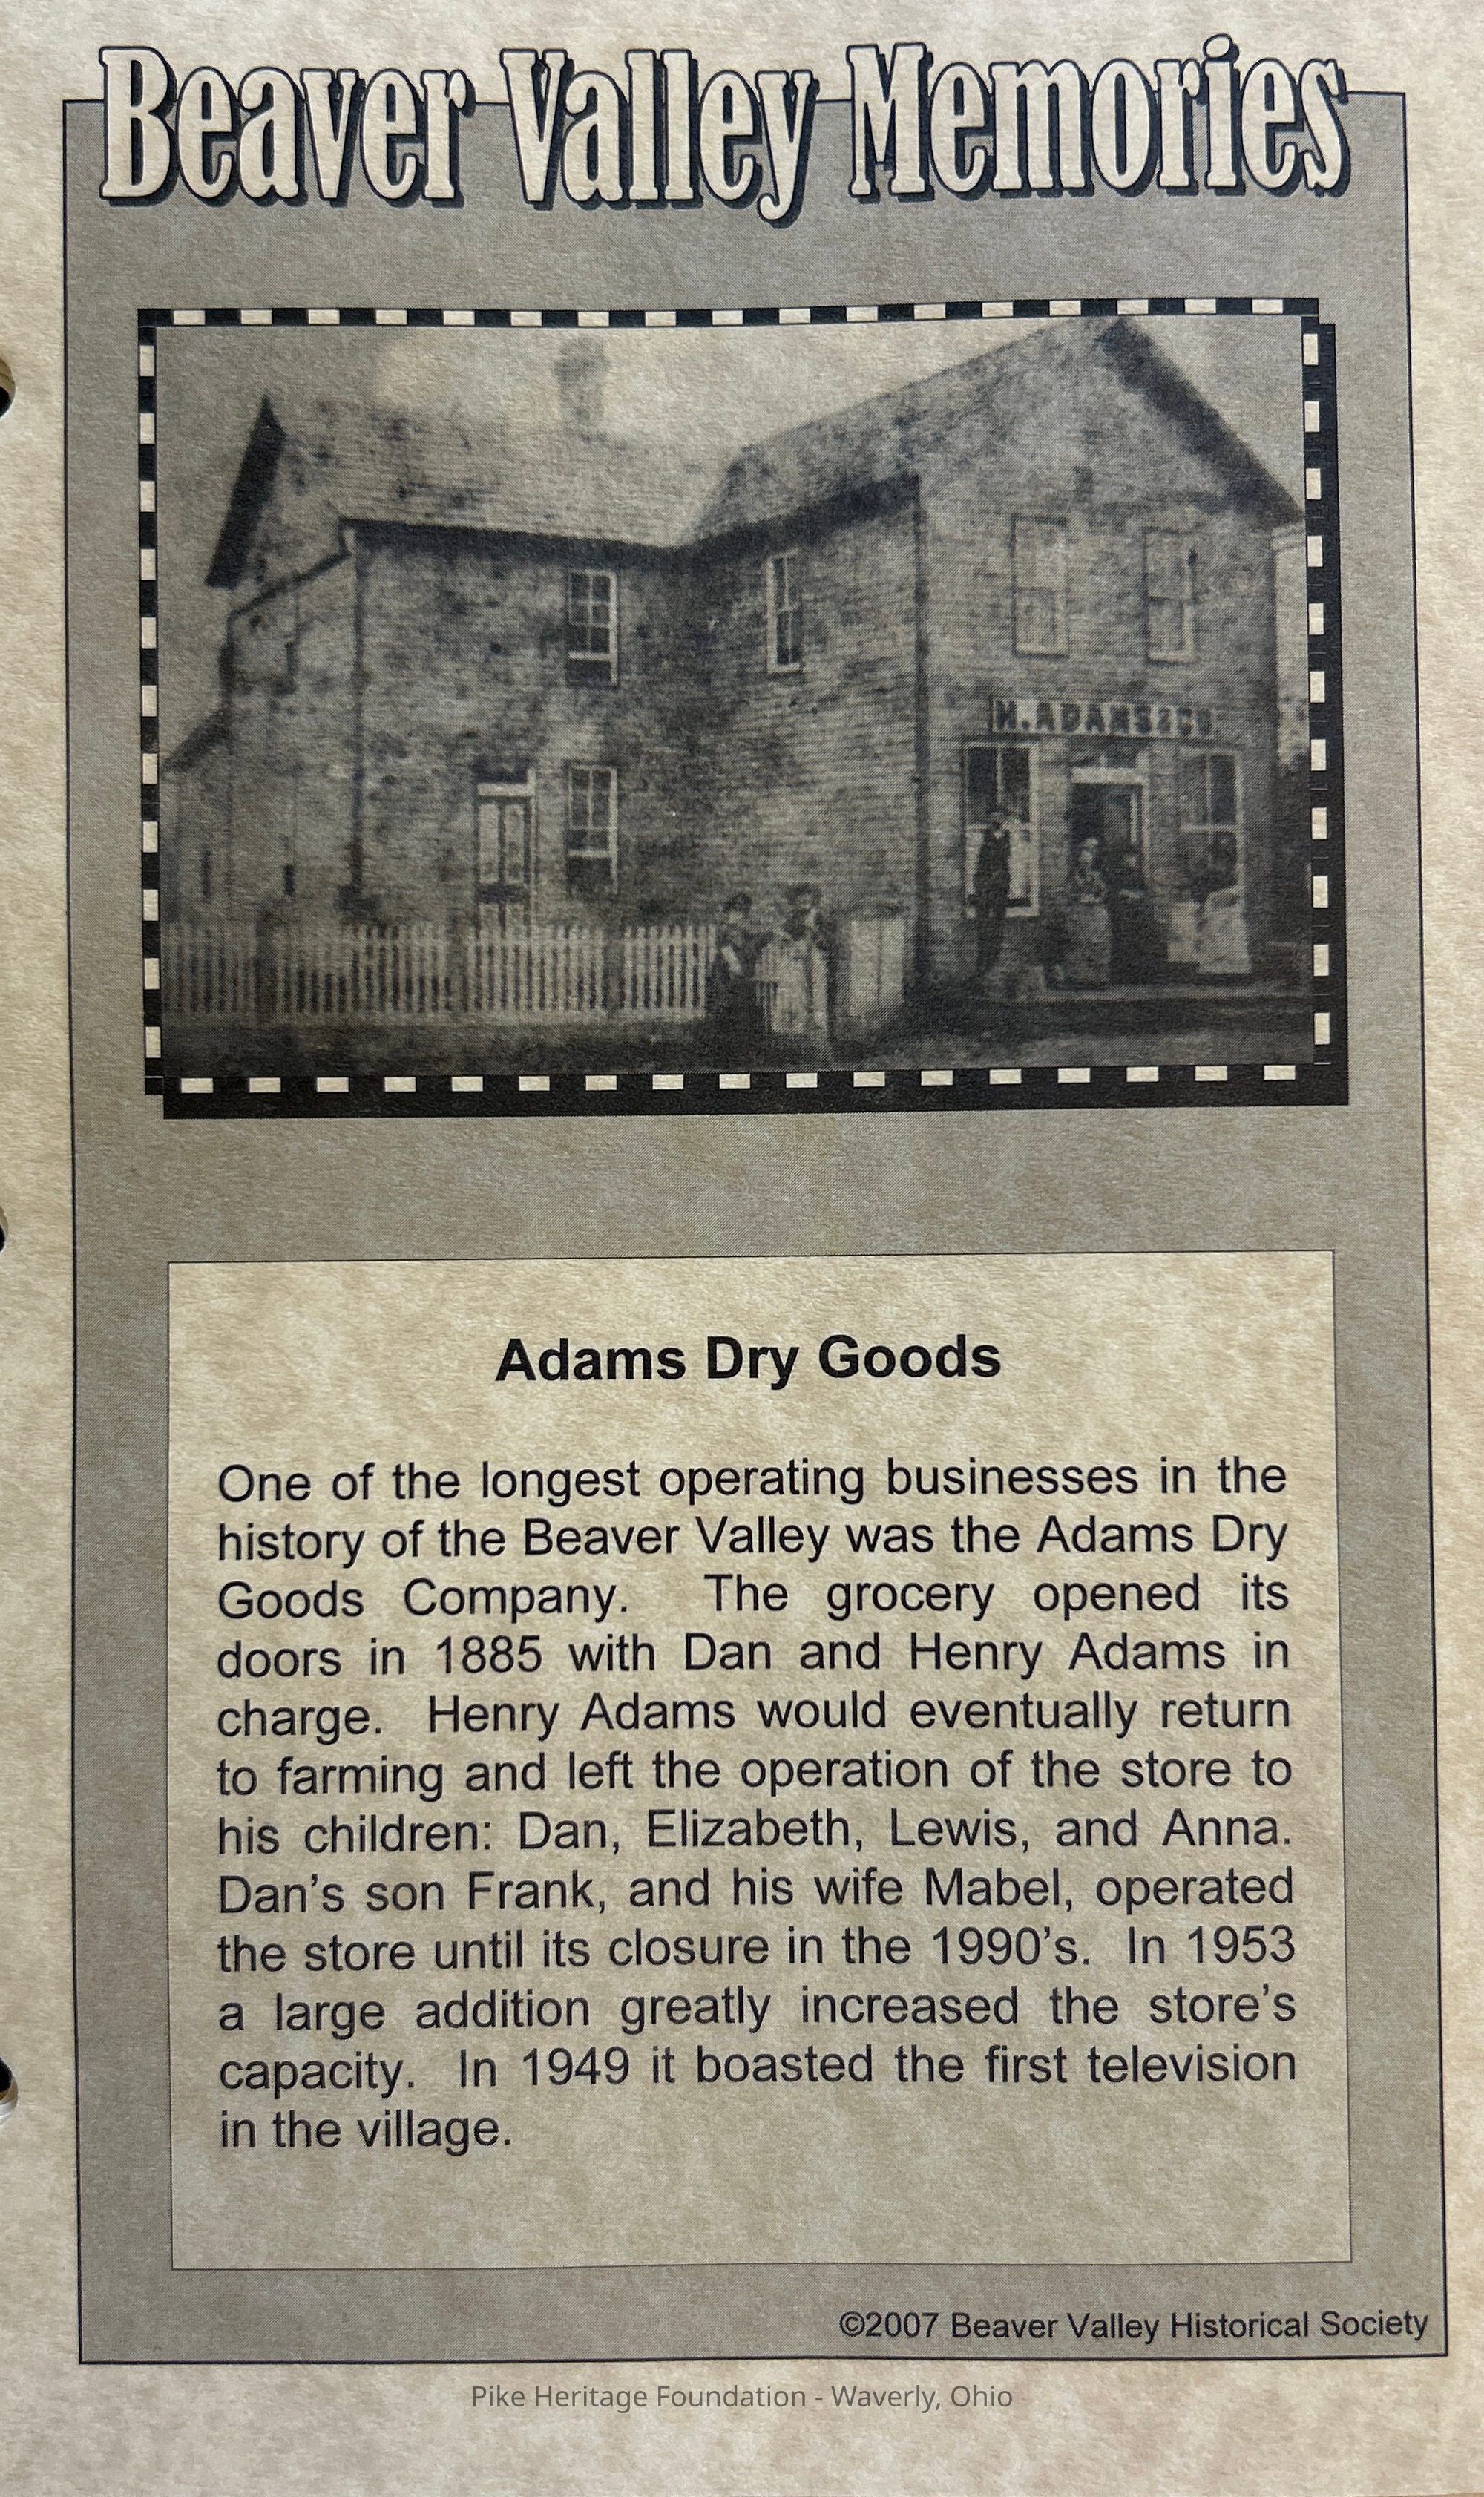 Beaver Valley Memories
H. ADAMS & CO
Adams Dry Goods
One of the longest operating businesses in the
history of the Beaver Valley was the Adams Dry
Goods Company. The grocery opened its
doors in 1885 with Dan and Henry Adams in
charge. Henry Adams would eventually return
to farming and left the operation of the store to
his children: Dan, Elizabeth, Lewis, and Anna.
Dan's son Frank, and his wife Mabel, operated
the store until its closure in the 1990's. In 1953
a large addition greatly increased the store's
capacity. In 1949 it boasted the first television
in the village.
©2007 Beaver Valley Historical Society
Pike Heritage Foundation - Waverly, Ohio